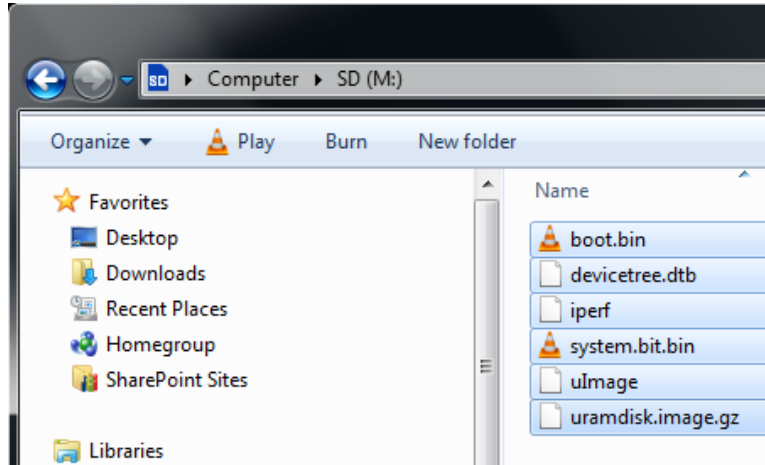 SD Computer SD (M:)
Organize Play Burn New folder
Favorites
Desktop
Downloads
Recent Places
Homegroup
SharePoint Sites
Libraries
Name
boot.bin
devicetree.dtb
iperf
system.bit.bin
uImage
uramdisk.image.gz